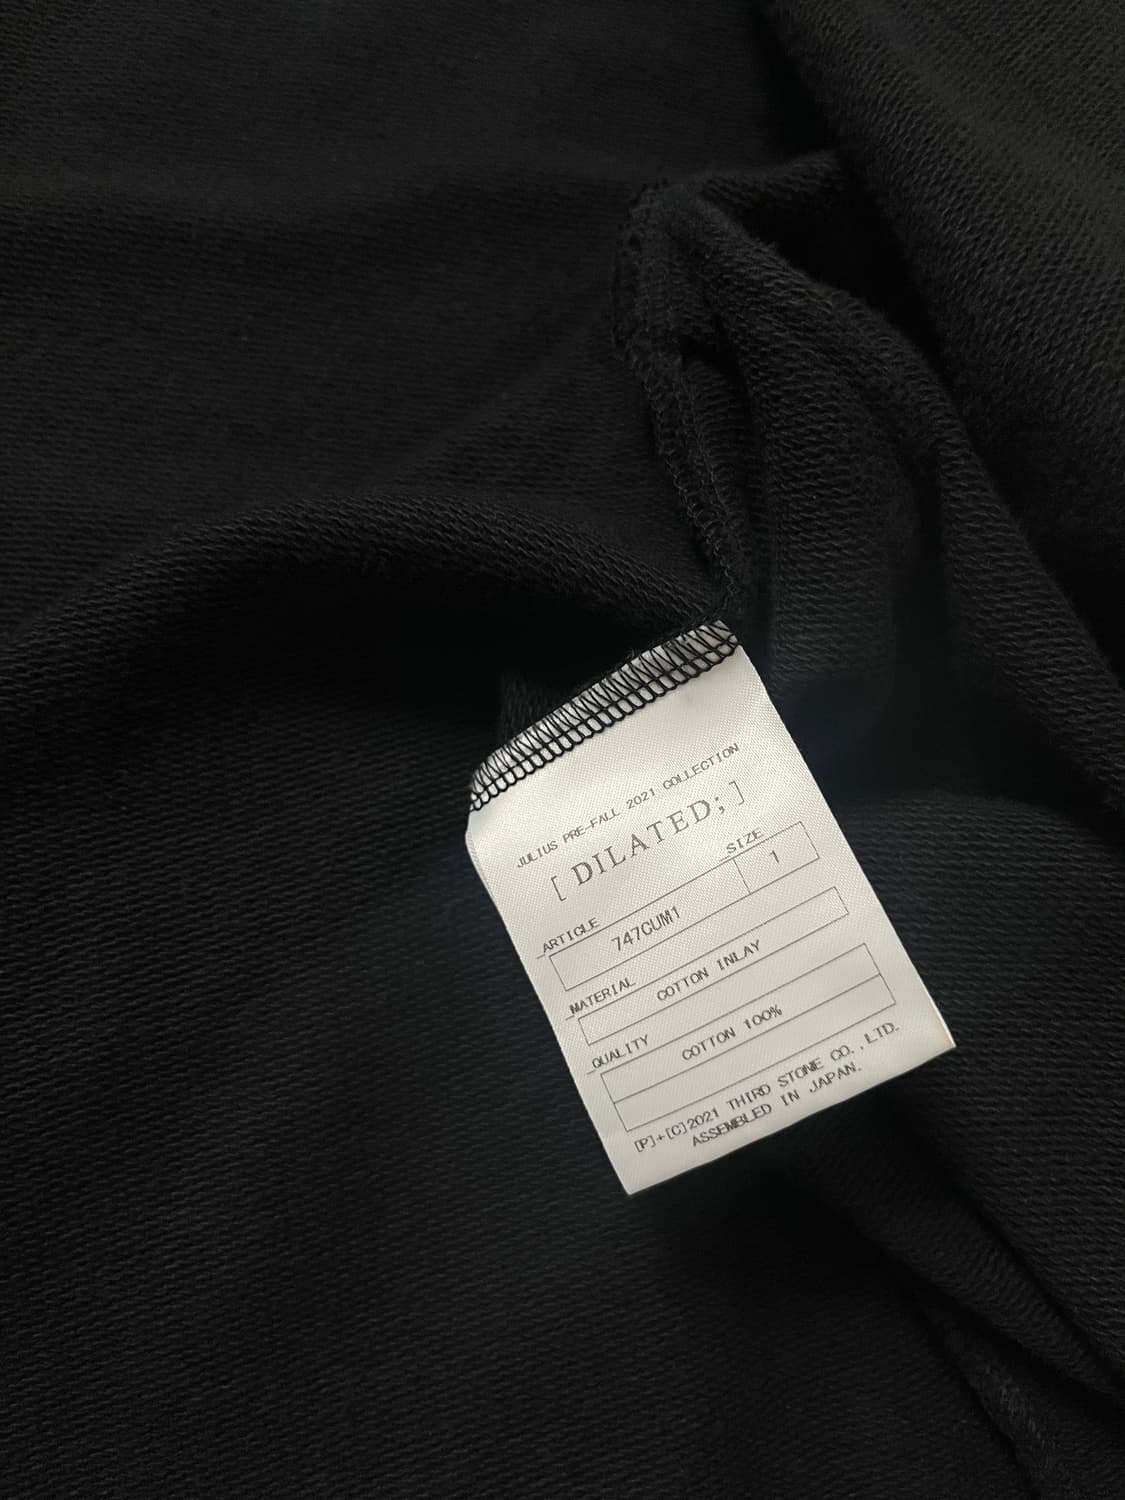 JULIUS PRE-FALL 2021 COLLECTION
[ DILATED; ]
_ARTICLE _SIZE
747CUM1 1
_MATERIAL
COTTON INLAY
_QUALITY
COTTON 100%
[P]+[C]2021 THIRD STONE CO.,LTD.
ASSEMBLED IN JAPAN.